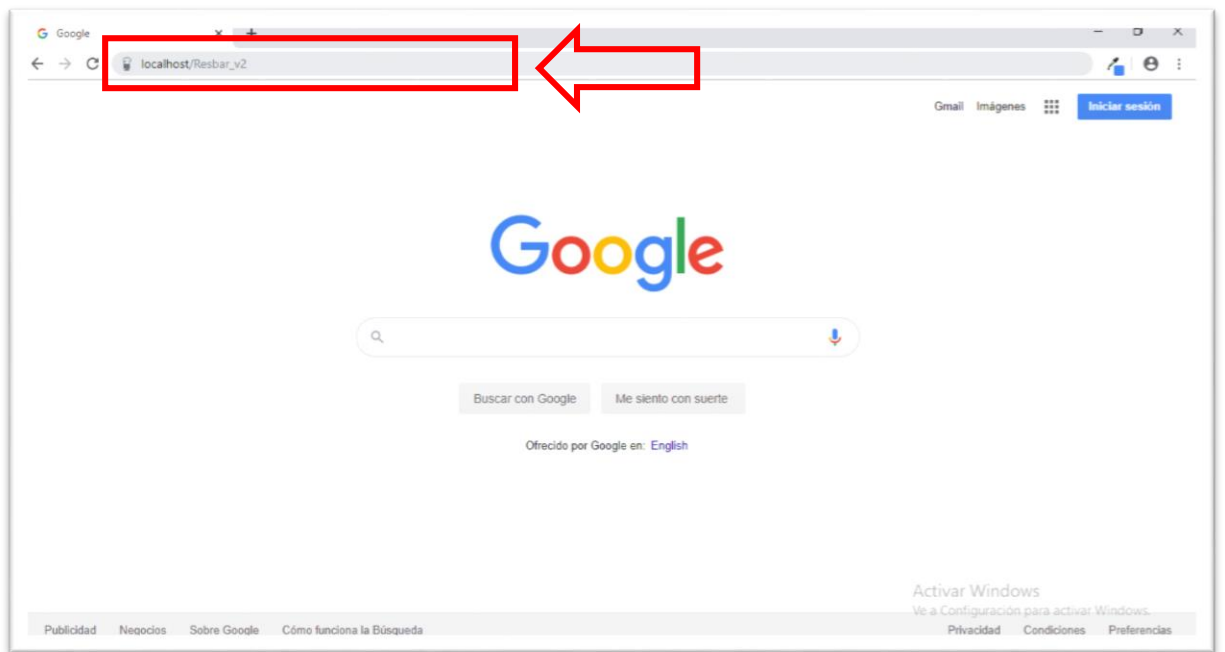 Google
localhost/Resbar_v2
Gmail Imágenes Iniciar sesión
Google
Buscar con Google Me siento con suerte
Ofrecido por Google en: English
Activar Windows
Ve a Configuración para activar Windows.
Publicidad Negocios Sobre Google Cómo funciona la Búsqueda Privacidad Condiciones Preferencias